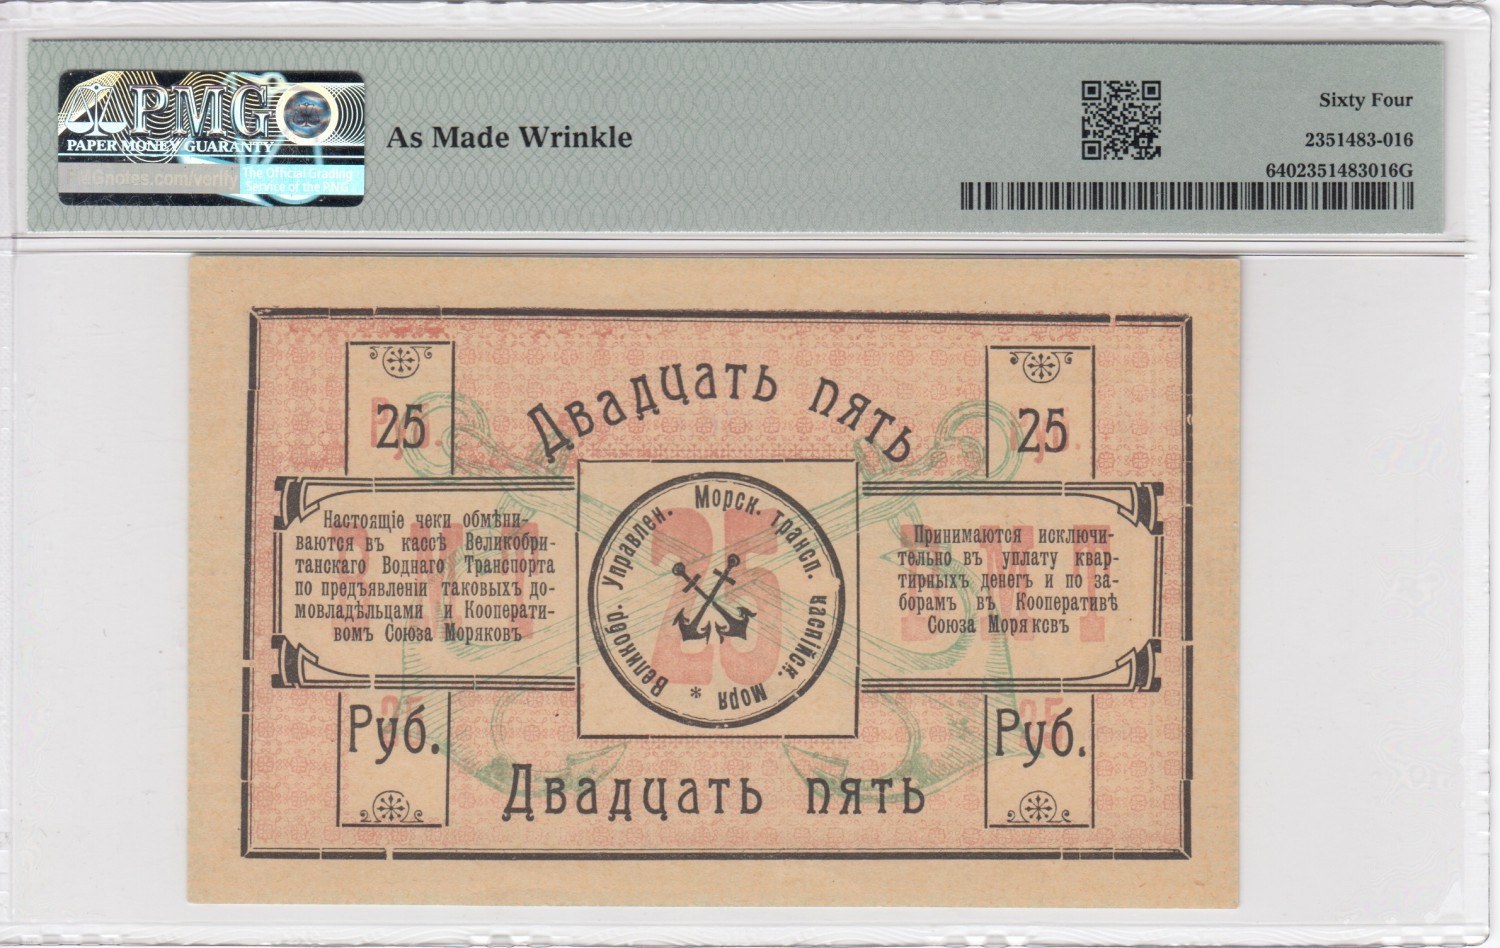 PMG
PAPER MONEY GUARANTY
PMGnotes.com/verify
The Official Grading
Service of the PNG
As Made Wrinkle
Sixty Four
2351483-016
6402351483016G
Двадцать пять
25
25
Настоящіе чеки обмѣни-
ваются въ кассѣ Великобри-
танскаго Воднаго Транспорта
по предъявленіи таковыхъ до-
мовладѣльцами и Кооперати-
вомъ Союза Моряковъ
Великобр. Управлен. Морск. трансп. каспійск. моря *
25
Принимаются исключи-
тельно въ уплату квар-
тирныхъ денегъ и по за-
борамъ въ Кооперативѣ
Союза Моряковъ
Руб.
Руб.
Двадцать пять